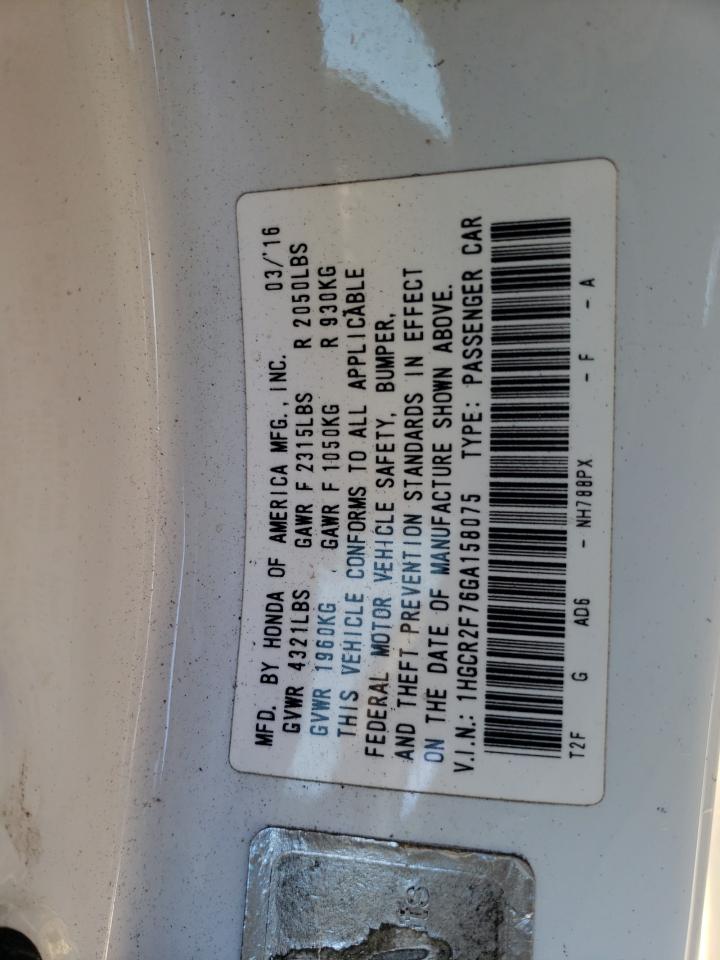 MFD. BY HONDA OF AMERICA MFG., INC. 03/'16
GVWR 4321LBS GAWR F 2315LBS R 2050LBS
GVWR 1960KG GAWR F 1050KG R 930KG
THIS VEHICLE CONFORMS TO ALL APPLICABLE
FEDERAL MOTOR VEHICLE SAFETY, BUMPER,
AND THEFT PREVENTION STANDARDS IN EFFECT
ON THE DATE OF MANUFACTURE SHOWN ABOVE.
V.I.N.: 1HGCR2F76GA158075 TYPE: PASSENGER CAR
T2F G AD6 - NH788PX - F - A